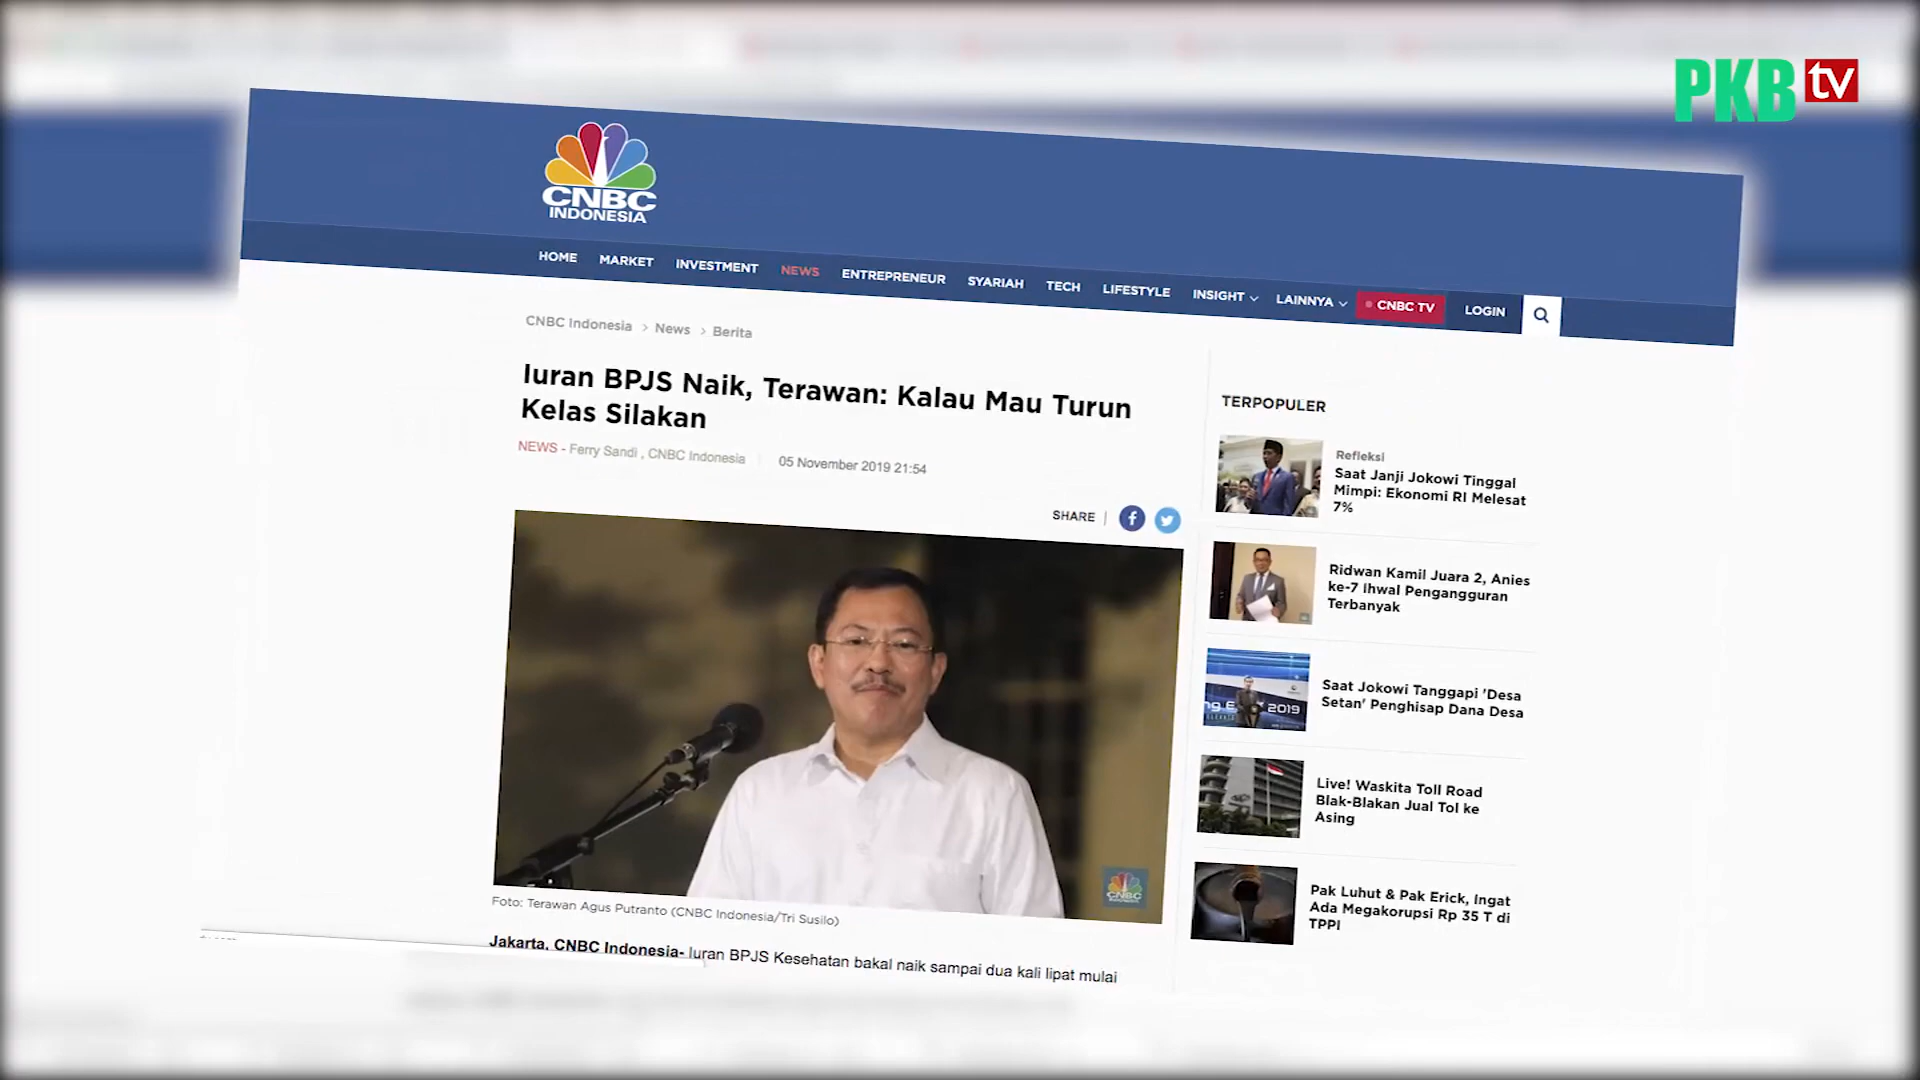 PKB tv
CNBC
INDONESIA
HOME MARKET INVESTMENT NEWS ENTREPRENEUR SYARIAH TECH LIFESTYLE INSIGHT LAINNYA CNBC TV LOGIN
CNBC Indonesia > News > Berita
Iuran BPJS Naik, Terawan: Kalau Mau Turun
Kelas Silakan
NEWS - Ferry Sandi , CNBC Indonesia 05 November 2019 21:54
SHARE
Foto: Terawan Agus Putranto (CNBC Indonesia/Tri Susilo)
Jakarta, CNBC Indonesia- Iuran BPJS Kesehatan bakal naik sampai dua kali lipat mulai
TERPOPULER
Refleksi
Saat Janji Jokowi Tinggal
Mimpi: Ekonomi RI Melesat
7%
Ridwan Kamil Juara 2, Anies
ke-7 Ihwal Pengangguran
Terbanyak
Saat Jokowi Tanggapi 'Desa
Setan' Penghisap Dana Desa
2019
Live! Waskita Toll Road
Blak-Blakan Jual Tol ke
Asing
Pak Luhut & Pak Erick, Ingat
Ada Megakorupsi Rp 35 T di
TPPI
CNBC